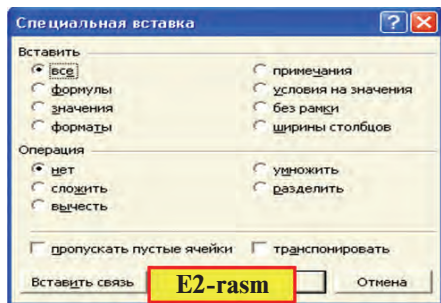 Специальная вставка
Вставить
все
формулы
значения
форматы
примечания
условия на значения
без рамки
ширины столбцов
Операция
нет
сложить
вычесть
умножить
разделить
пропускать пустые ячейки
транспонировать
Вставить связь
E2-rasm
Отмена